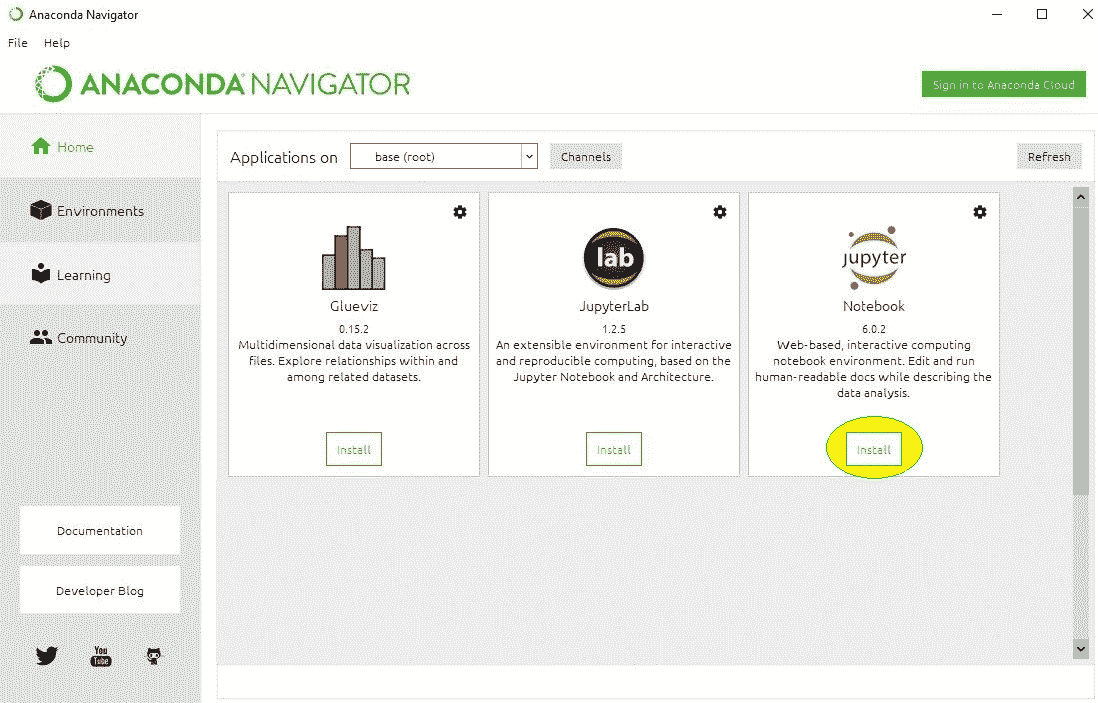 Anaconda Navigator
File Help
ANACONDA NAVIGATOR
Sign in to Anaconda Cloud
Home
Environments
Learning
Community
Documentation
Developer Blog
You
Tube
Applications on base (root) Channels Refresh
Glueviz
0.15.2
Multidimensional data visualization across
files. Explore relationships within and
among related datasets.
Install
lab
JupyterLab
1.2.5
An extensible environment for interactive
and reproducible computing, based on the
Jupyter Notebook and Architecture.
Install
jupyter
Notebook
6.0.2
Web-based, interactive computing
notebook environment. Edit and run
human-readable docs while describing the
data analysis.
Install